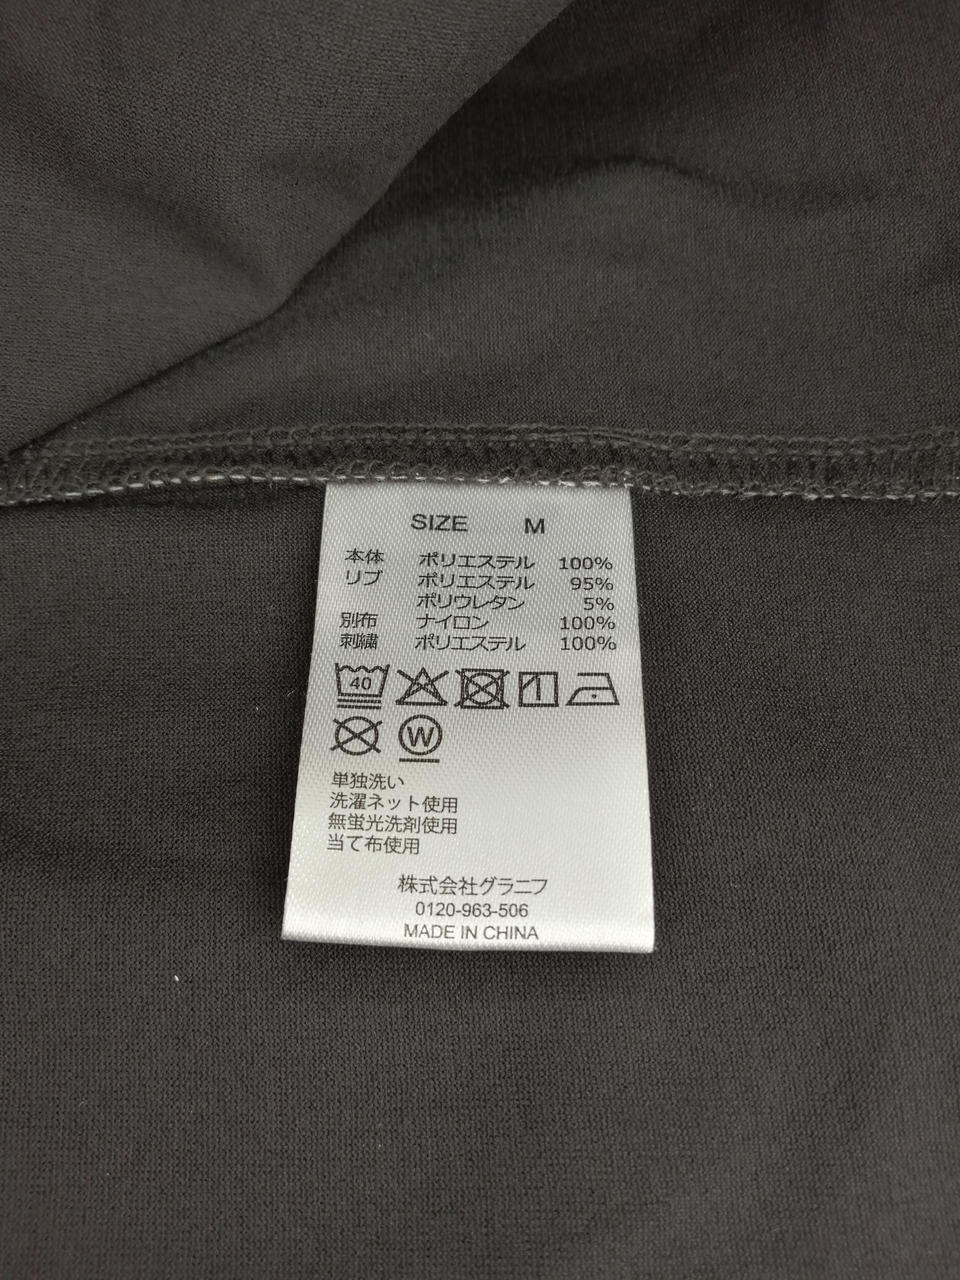 SIZE M
本体 ポリエステル 100%
リブ ポリエステル 95%
ポリウレタン 5%
別布 ナイロン 100%
刺繍 ポリエステル 100%
40
W
単独洗い
洗濯ネット使用
無蛍光洗剤使用
当て布使用
株式会社グラニフ
0120-963-506
MADE IN CHINA